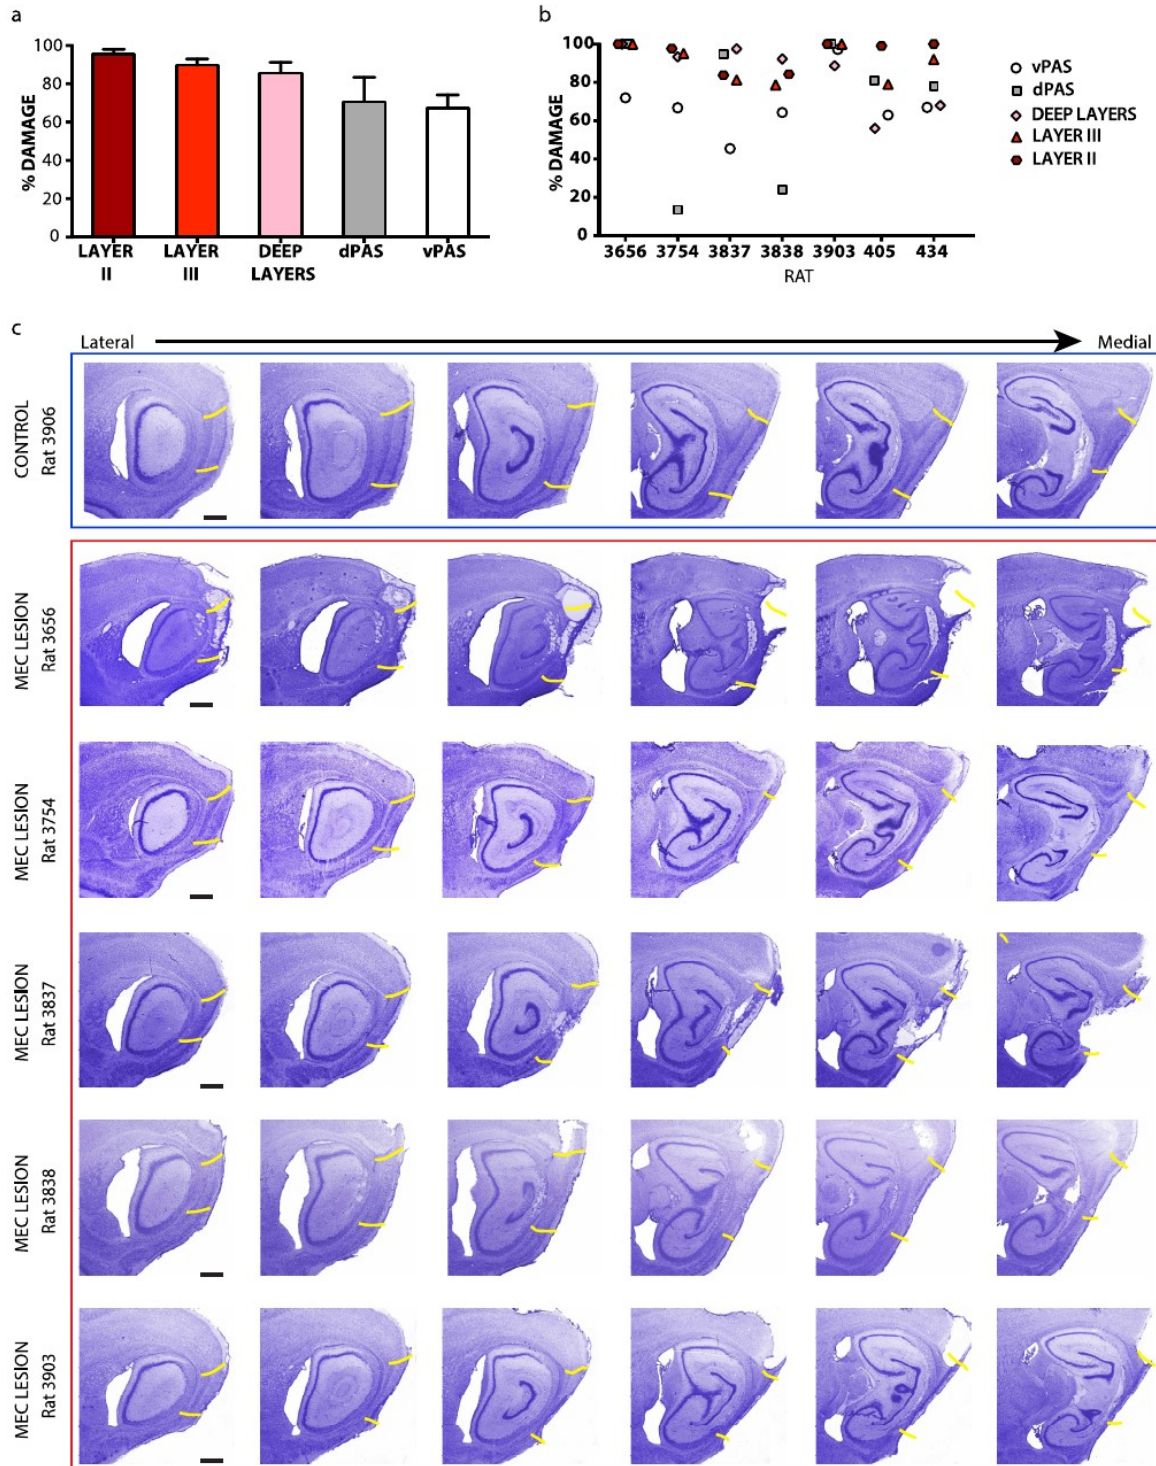 a
100
80
60
40
20
0
% DAMAGE
LAYER II
LAYER III
DEEP LAYERS
dPAS
vPAS
b
100
80
60
40
20
0
% DAMAGE
3656 3754 3837 3838 3903 405 434
RAT
vPAS
dPAS
DEEP LAYERS
LAYER III
LAYER II
c
Lateral
Medial
CONTROL
Rat 3906
MEC LESION
Rat 3656
MEC LESION
Rat 3754
MEC LESION
Rat 3837
MEC LESION
Rat 3838
MEC LESION
Rat 3903